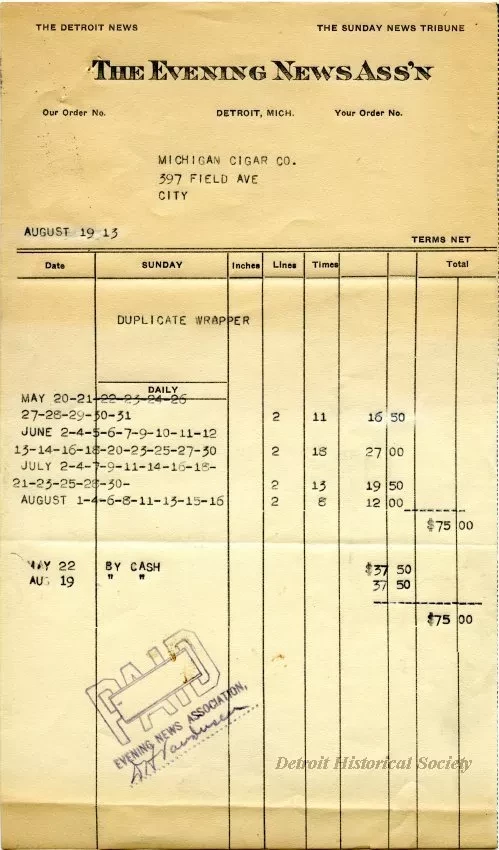 THE DETROIT NEWS THE SUNDAY NEWS TRIBUNE
THE EVENING NEWS ASS'N
Our Order No. DETROIT, MICH. Your Order No.
MICHIGAN CIGAR CO.
397 FIELD AVE
CITY
AUGUST 19 13
TERMS NET
Date SUNDAY Inches Lines Times Total
DUPLICATE WRAPPER
DAILY
MAY 20-21-22-23-24-26
27-28-29-30-31 2 11 16 50
JUNE 2-4-5-6-7-9-10-11-12
13-14-16-18-20-23-25-27-30 2 18 27 00
JULY 2-4-7-9-11-14-16-18-
21-23-25-28-30- 2 13 19 50
AUGUST 1-4-6-8-11-13-15-16 2 8 12 00
$75 00
MAY 22 BY CASH $37 50
AUG 19 " " 37 50
$75 00
PAID
EVENING NEWS ASSOCIATION,
Detroit Historical Society